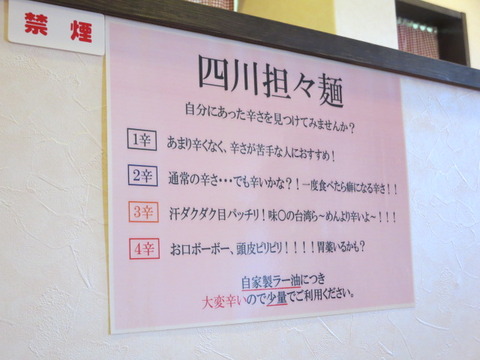 禁煙
四川担々麺
自分にあった辛さを見つけてみませんか？
1辛 あまり辛くなく、辛さが苦手な人におすすめ！
2辛 通常の辛さ・・・でも辛いかな？！一度食べたら癖になる辛さ！！
3辛 汗ダクダク目パッチリ！味〇の台湾ら～めんより辛いよ～！！！
4辛 お口ボーボー、頭皮ピリピリ！！！！胃薬いるかも？
自家製ラー油につき
大変辛いので少量でご利用ください。